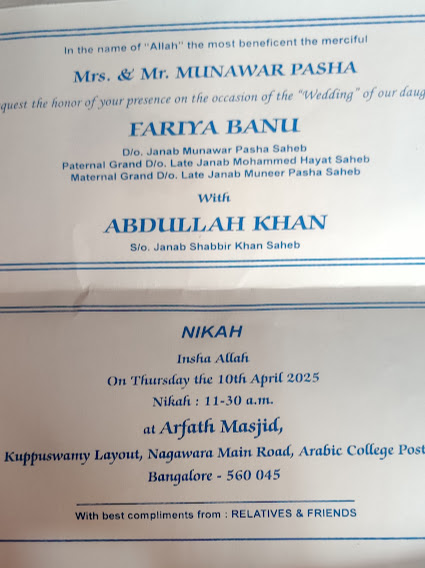 In the name of "Allah" the most beneficent the merciful
Mrs. & Mr. MUNAWAR PASHA
the honor of your presence on the occasion of the "Wedding" of our
FARIYA BANU
D/o. Janab Munawar Pasha Saheb
Paternal Grand D/o. Late Janab Mohammed Hayat Saheb
Maternal Grand D/o. Late Janab Muneer Pasha Saheb
With
ABDULLAH KHAN
S/o. Janab Shabbir Khan Saheb
NIKAH
Insha Allah
On Thursday the 10th April 2025
Nikah : 11-30 a.m.
at Arfath Masjid,
Kuppuswamy Layout, Nagawara Main Road, Arabic College Post
Bangalore - 560 045
With best compliments from : RELATIVES & FRIENDS